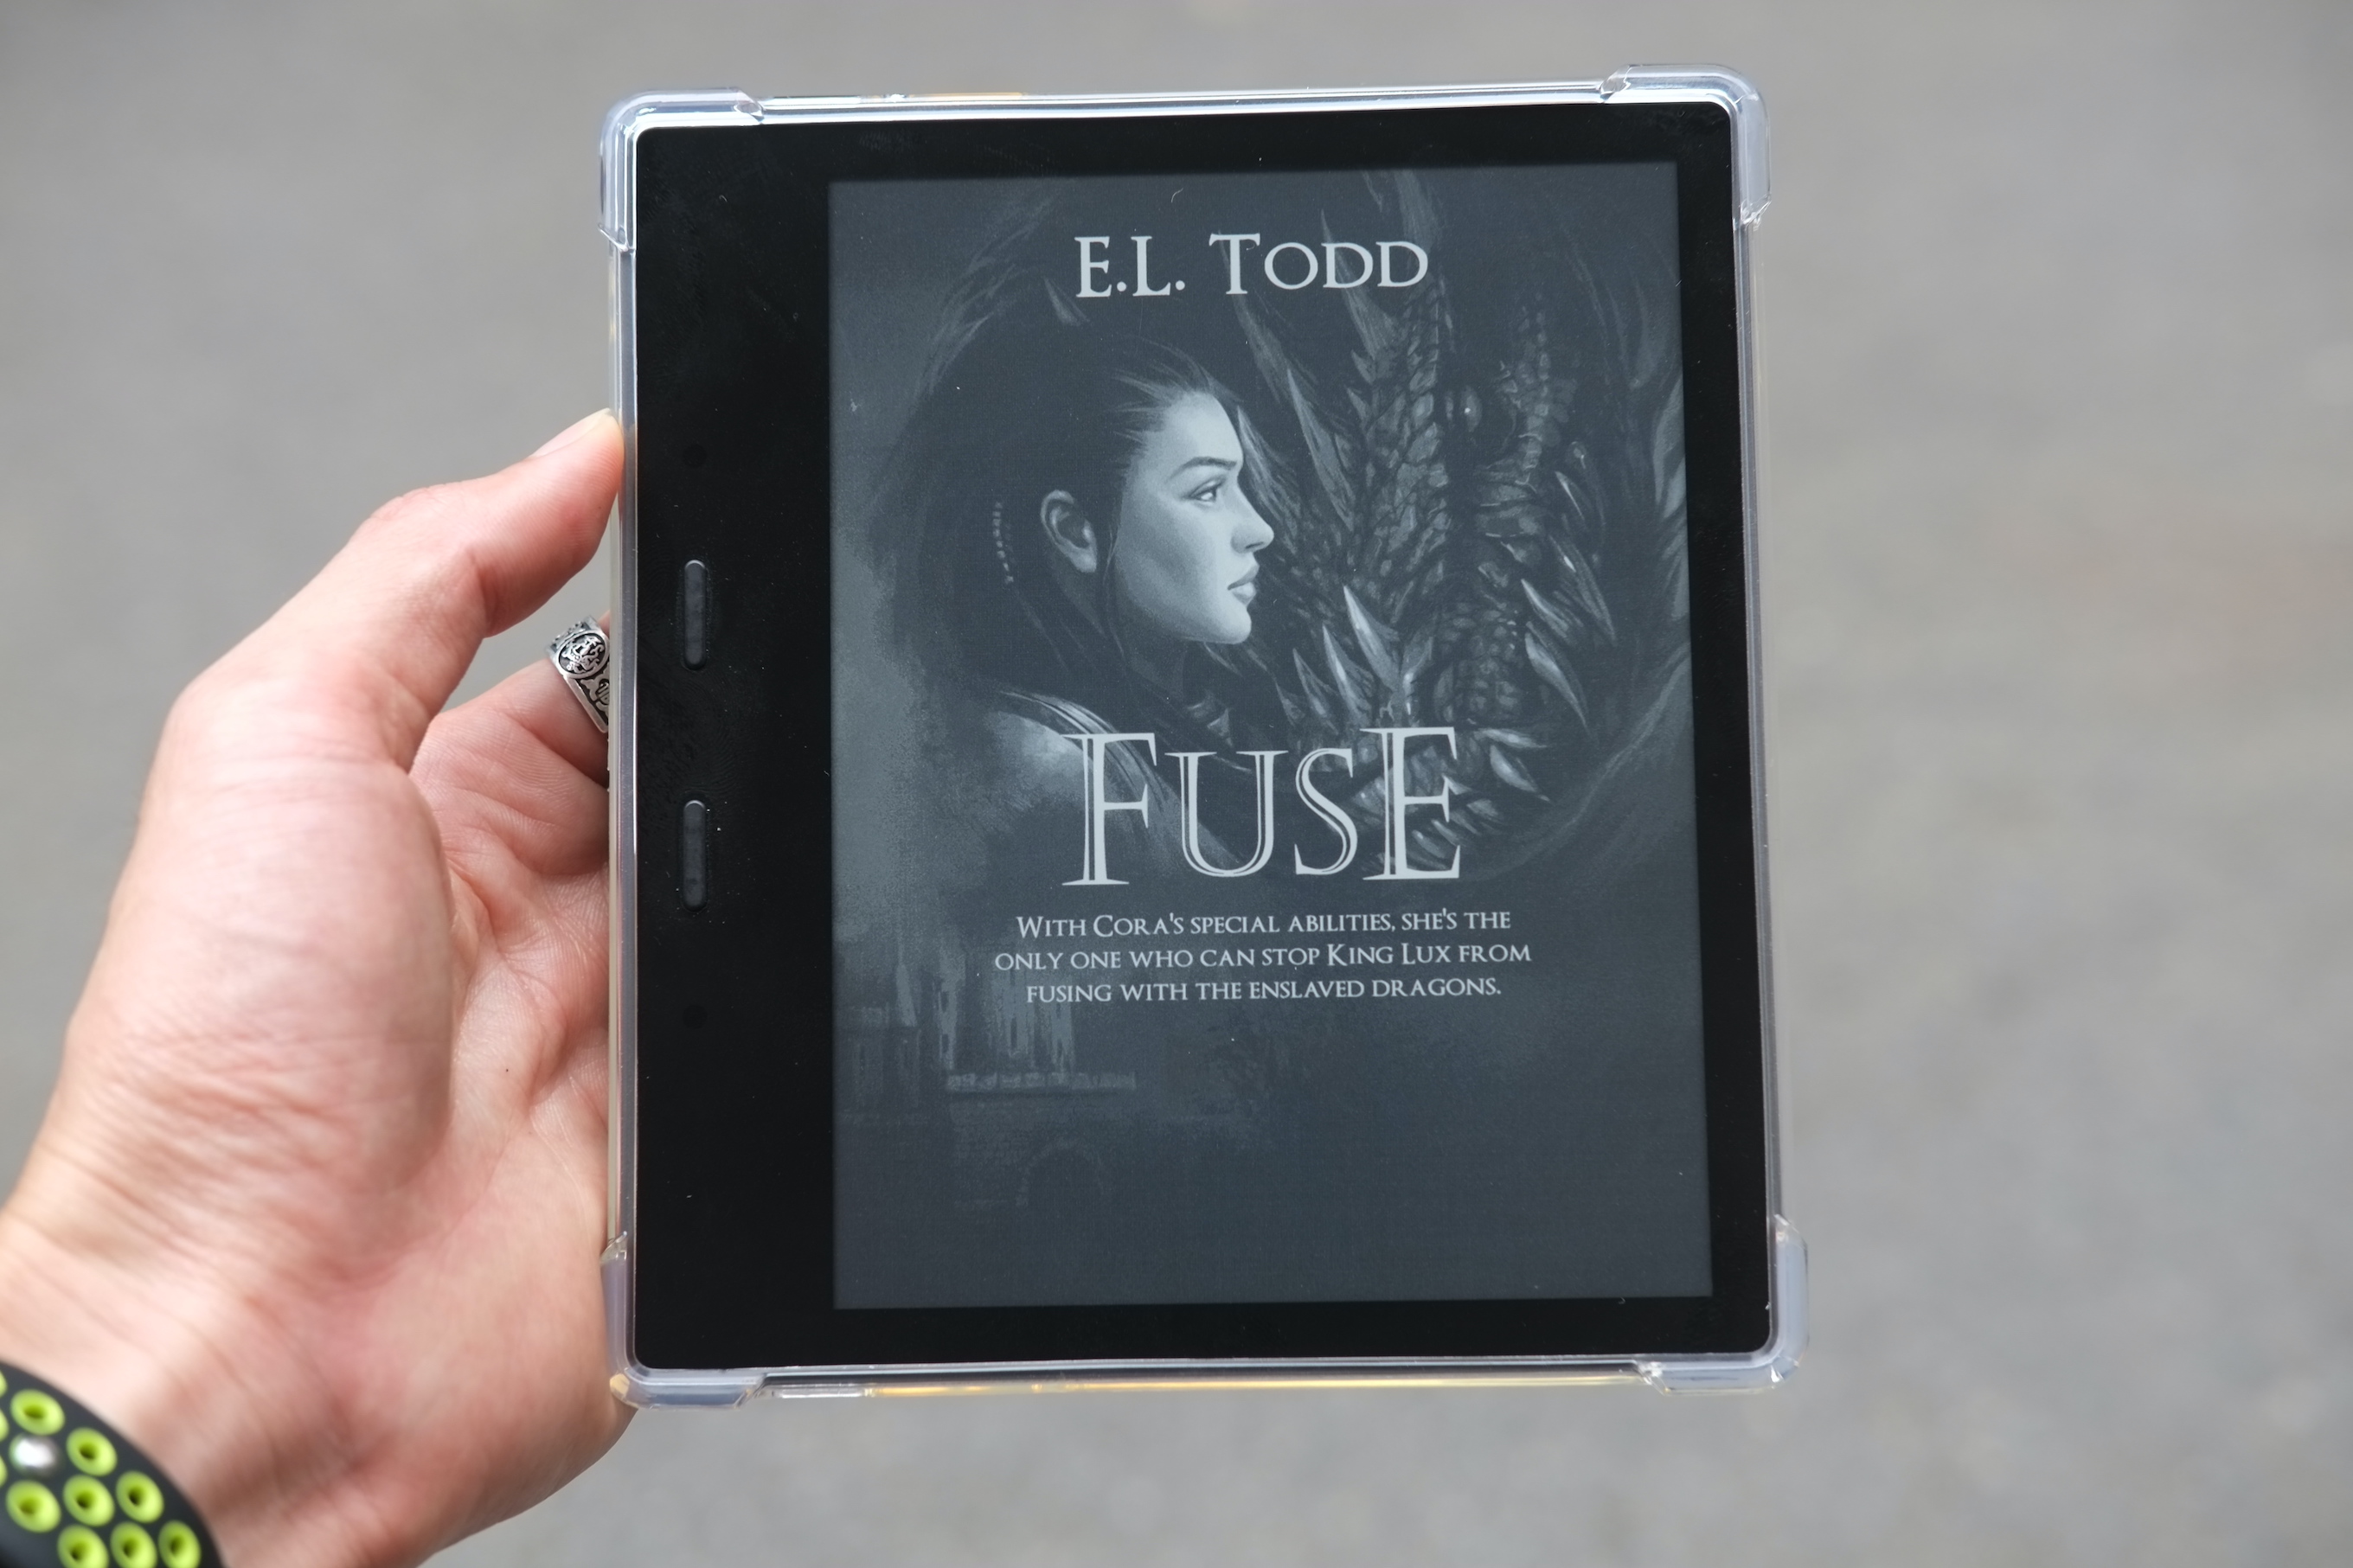 E.L. TODD
FUSE
WITH CORA'S SPECIAL ABILITIES, SHE'S THE
ONLY ONE WHO CAN STOP KING LUX FROM
FUSING WITH THE ENSLAVED DRAGONS.